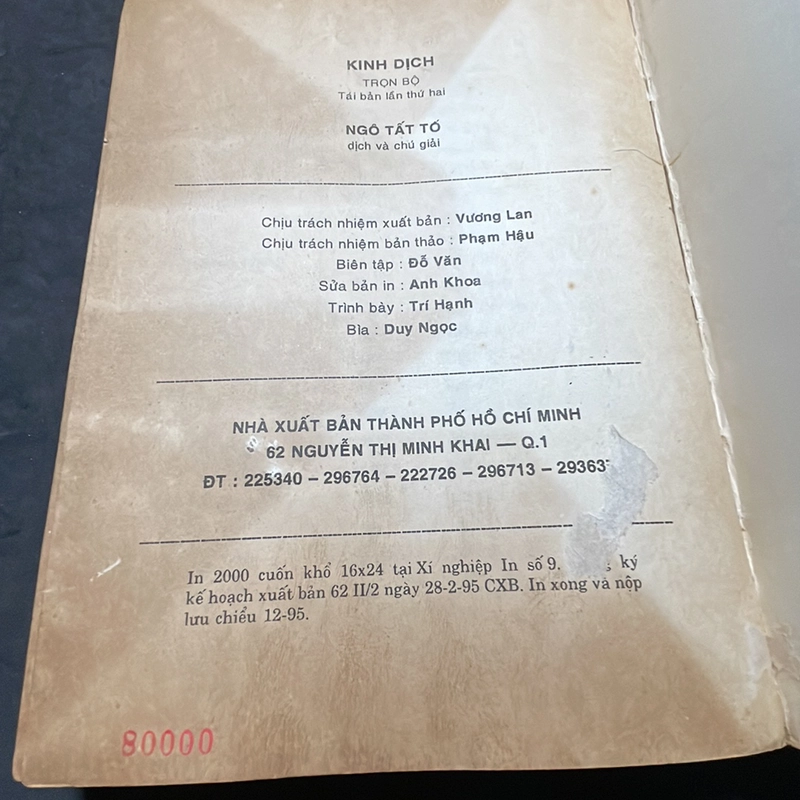 KINH DỊCH
TRỌN BỘ
Tái bản lần thứ hai
NGÔ TẤT TỐ
dịch và chú giải
Chịu trách nhiệm xuất bản : Vương Lan
Chịu trách nhiệm bản thảo : Phạm Hậu
Biên tập : Đỗ Văn
Sửa bản in : Anh Khoa
Trình bày : Trí Hạnh
Bìa : Duy Ngọc
NHÀ XUẤT BẢN THÀNH PHỐ HỒ CHÍ MINH
62 NGUYỄN THỊ MINH KHAI — Q.1
ĐT : 225340 – 296764 – 222726 – 296713 –
In 2000 cuốn khổ 16x24 tại Xí nghiệp In số 9. ký
kế hoạch xuất bản 62 II/2 ngày 28-2-95 CXB. In xong và nộp
lưu chiểu 12-95.
80000